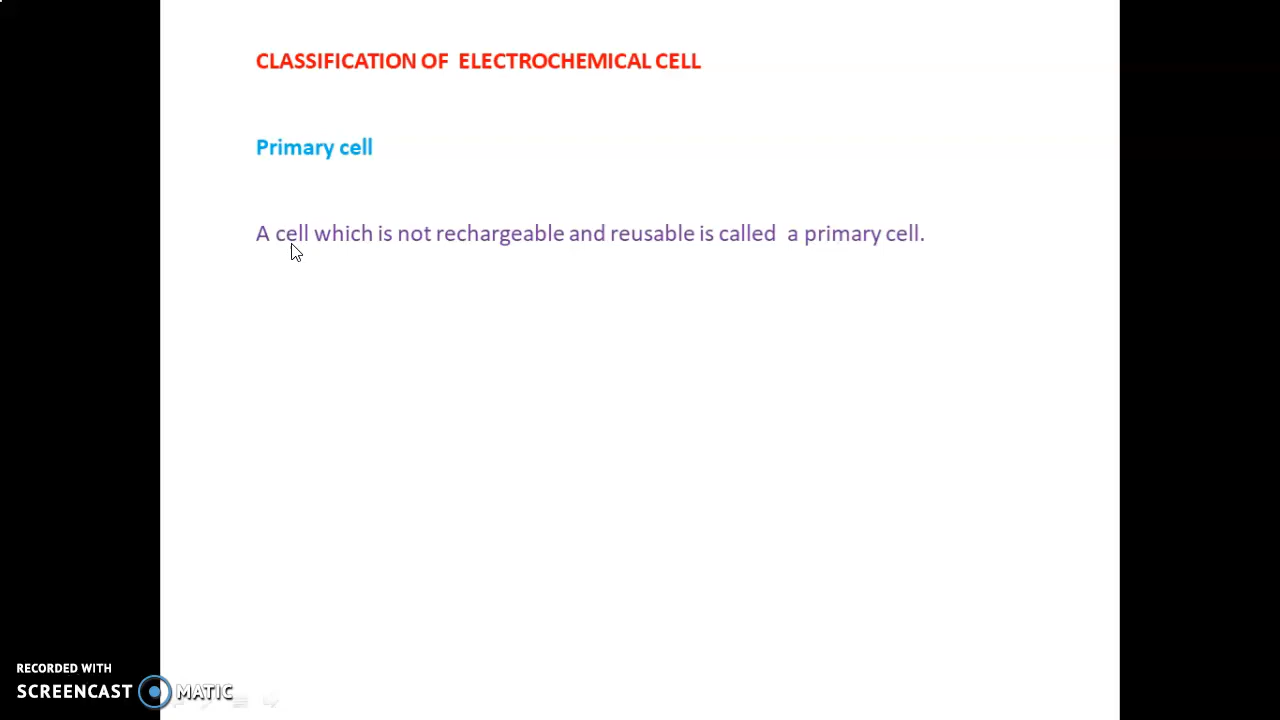 CLASSIFICATION OF ELECTROCHEMICAL CELL
Primary cell
A cell which is not rechargeable and reusable is called a primary cell.
RECORDED WITH
SCREENCAST MATIC